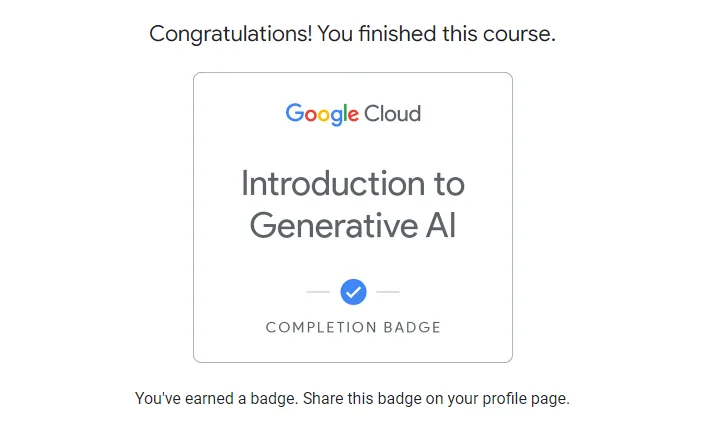 Congratulations! You finished this course.
Google Cloud
Introduction to
Generative AI
COMPLETION BADGE
You've earned a badge. Share this badge on your profile page.